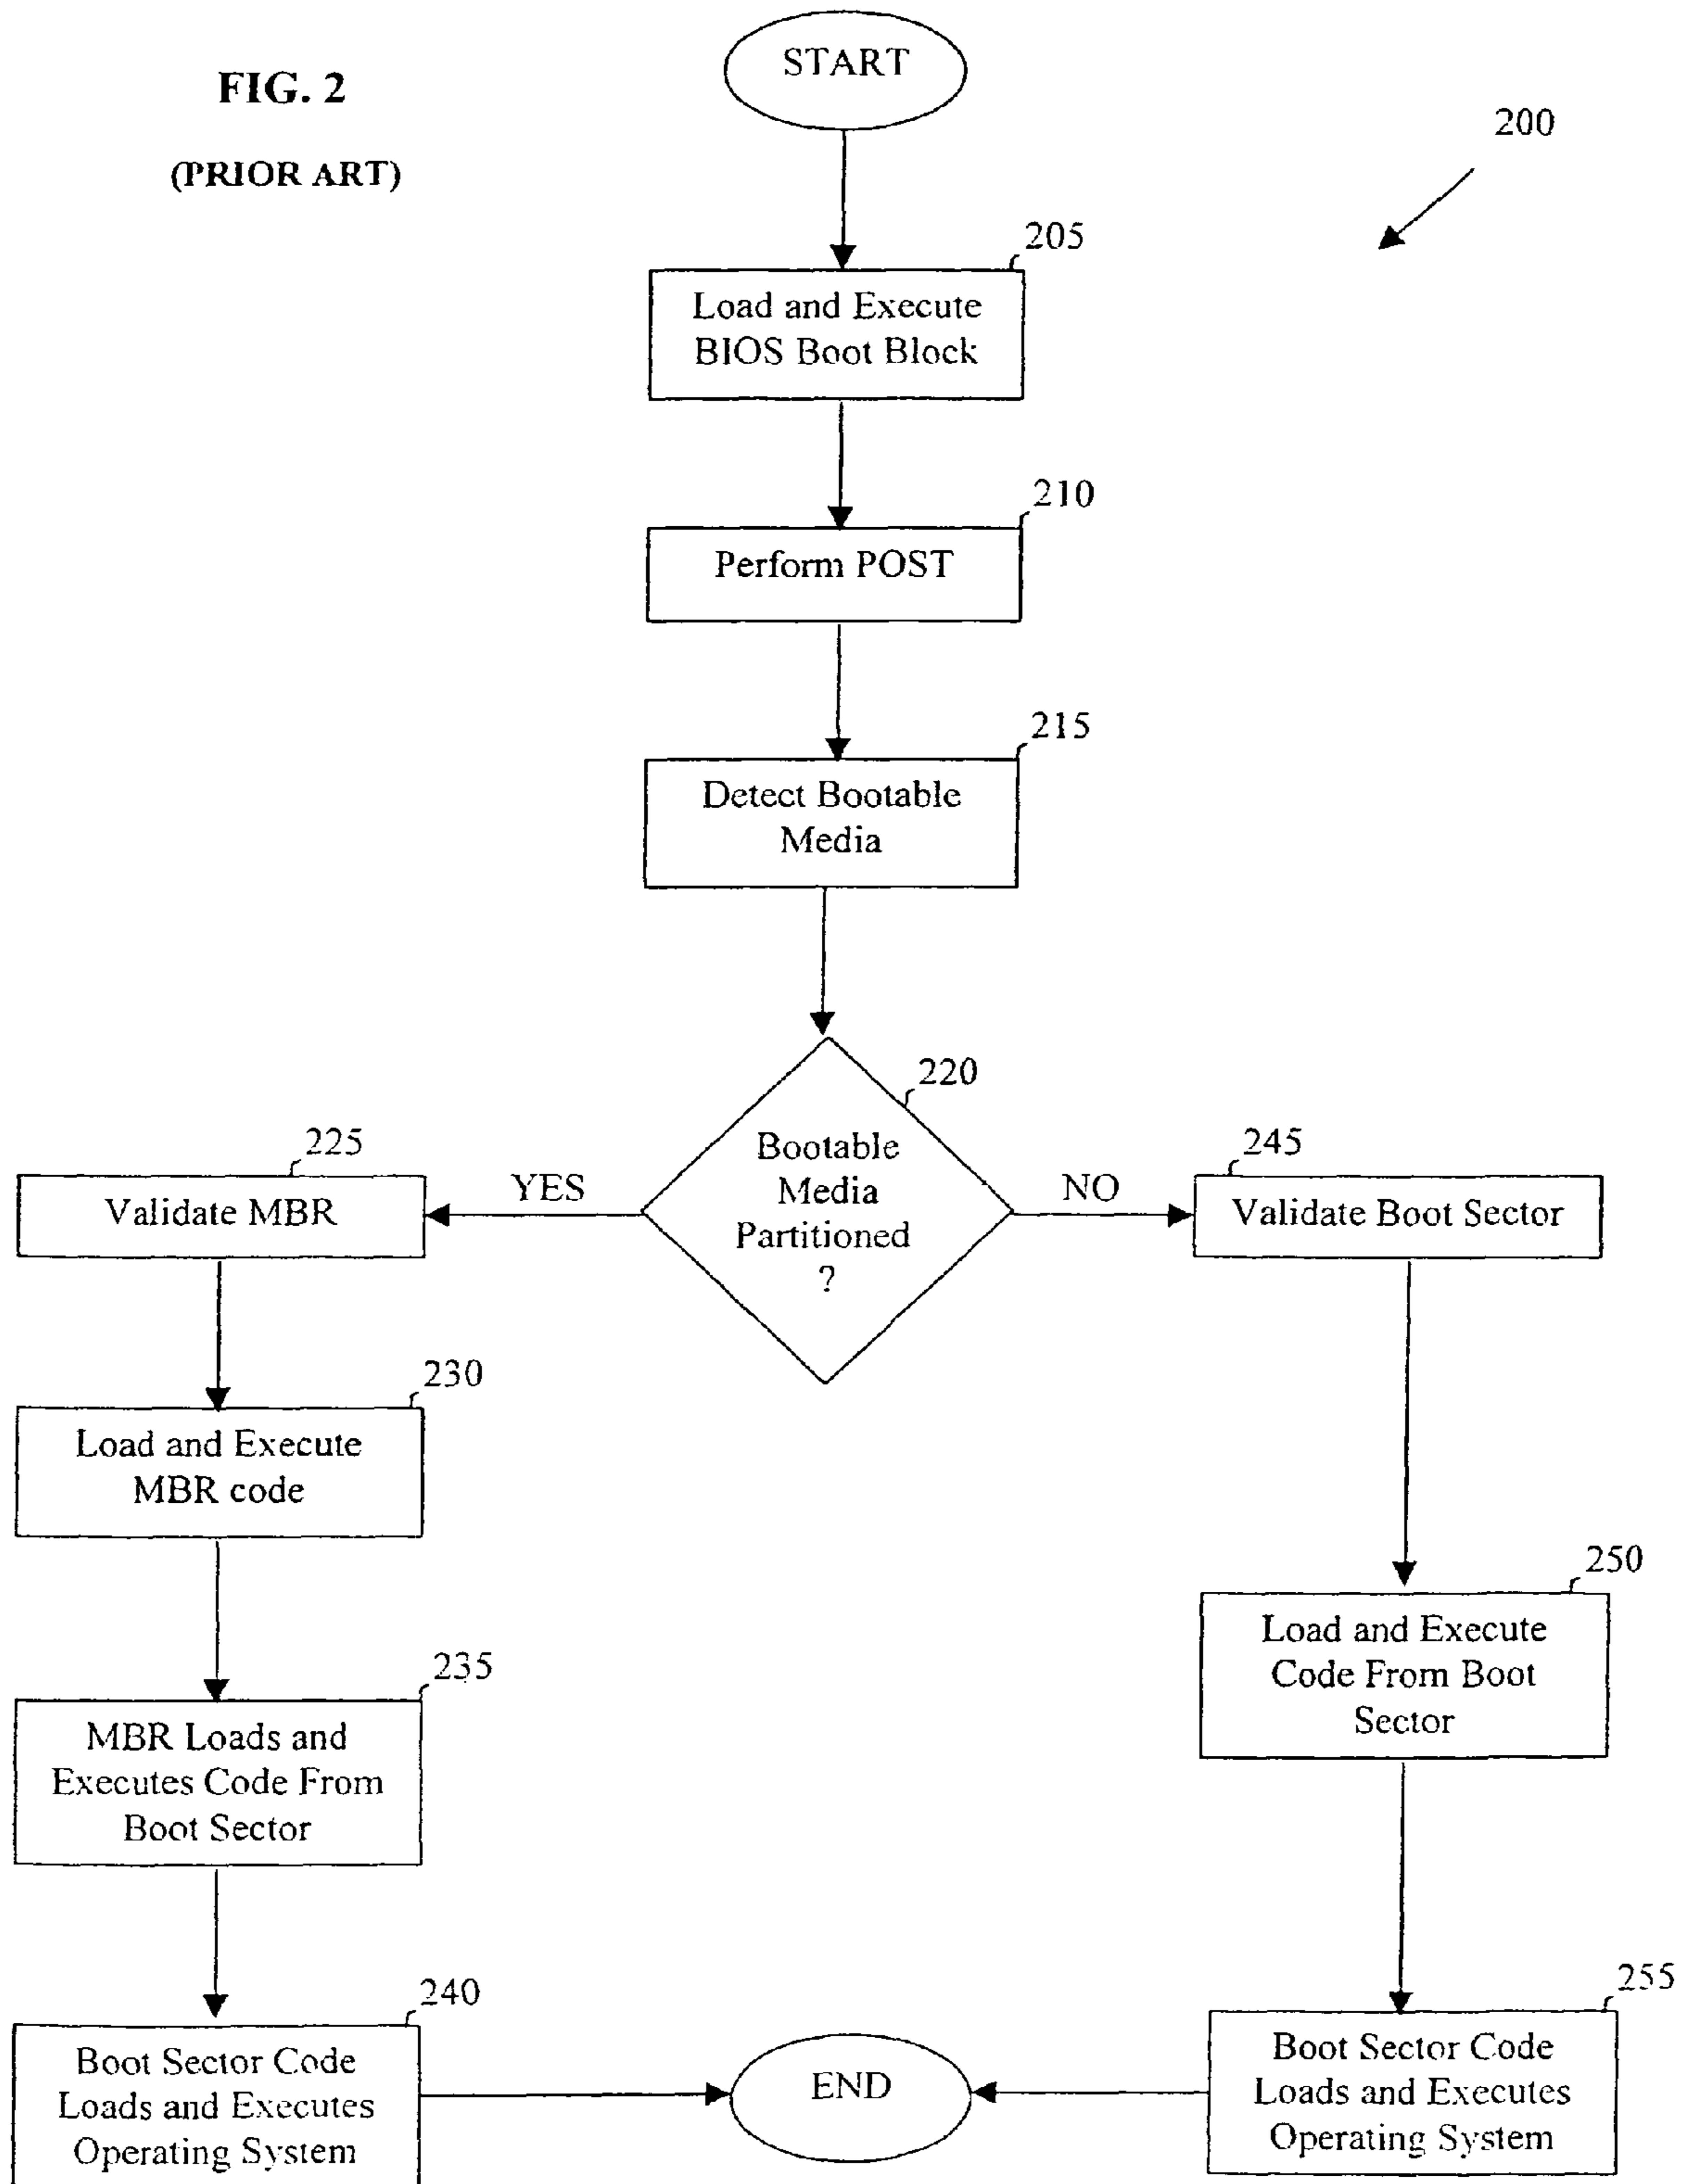 FIG. 2
(PRIOR ART)
START
200
205
Load and Execute
BIOS Boot Block
210
Perform POST
215
Detect Bootable
Media
220
Bootable
Media
Partitioned
?
YES
NO
225
Validate MBR
245
Validate Boot Sector
230
Load and Execute
MBR code
250
Load and Execute
Code From Boot
Sector
235
MBR Loads and
Executes Code From
Boot Sector
240
Boot Sector Code
Loads and Executes
Operating System
END
255
Boot Sector Code
Loads and Executes
Operating System